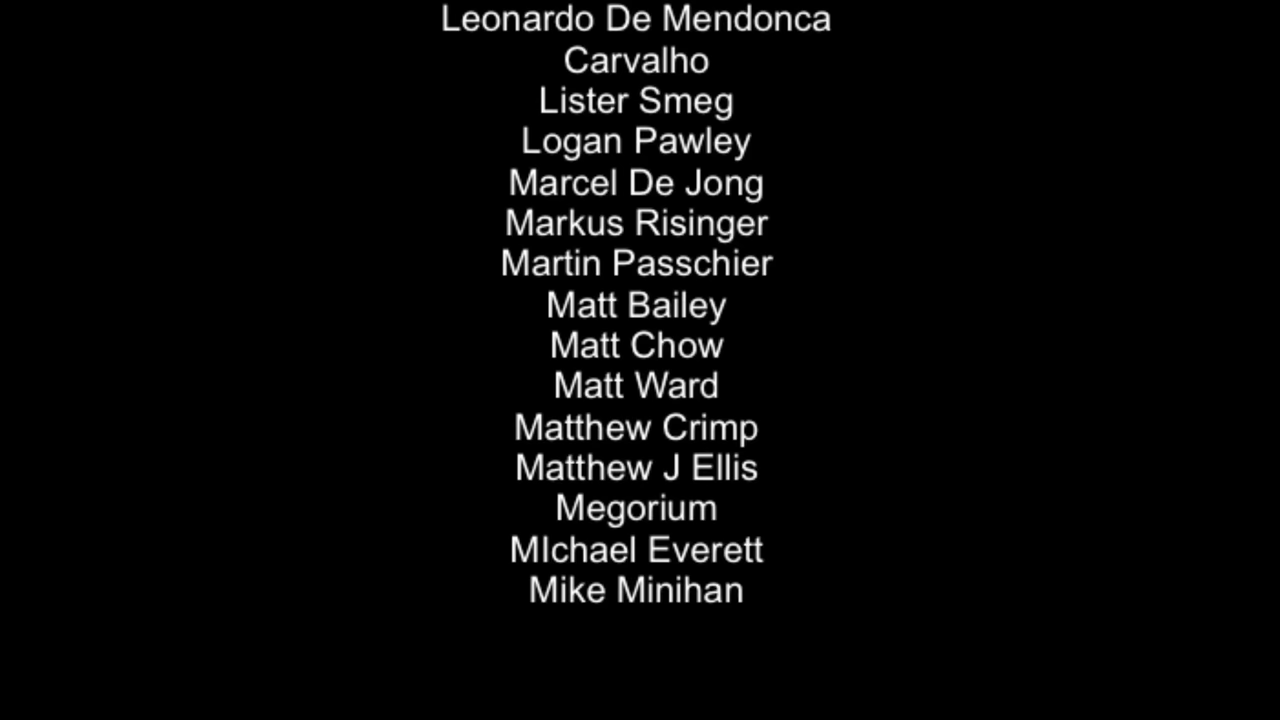 Leonardo De Mendonca
Carvalho
Lister Smeg
Logan Pawley
Marcel De Jong
Markus Risinger
Martin Passchier
Matt Bailey
Matt Chow
Matt Ward
Matthew Crimp
Matthew J Ellis
Megorium
MIchael Everett
Mike Minihan